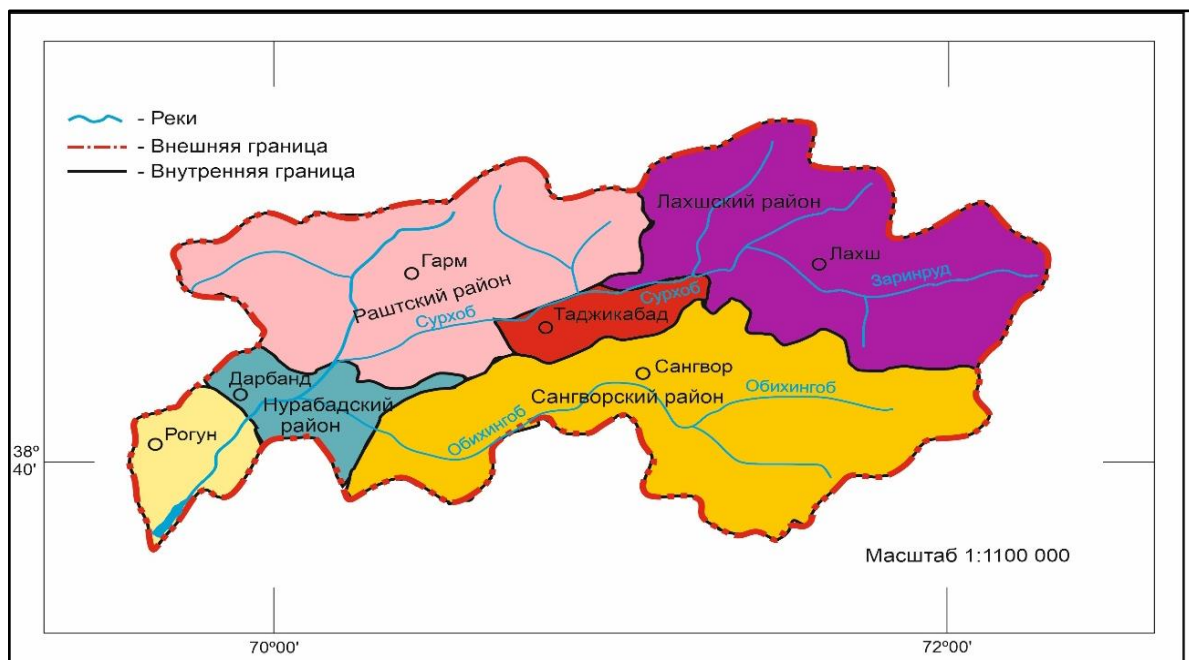 - Реки
- Внешняя граница
- Внутренняя граница
Лахшский район
Гарм
Лахш
Заринруд
Раштский район
Сурхоб
Сурхоб
Таджикабад
Дарбанд
Сангвор
Обихингоб
Нурабадский
район
Сангворский район
Рогун
Обихингоб
38º
40'
Масштаб 1:1100 000
70º00'
72º00'